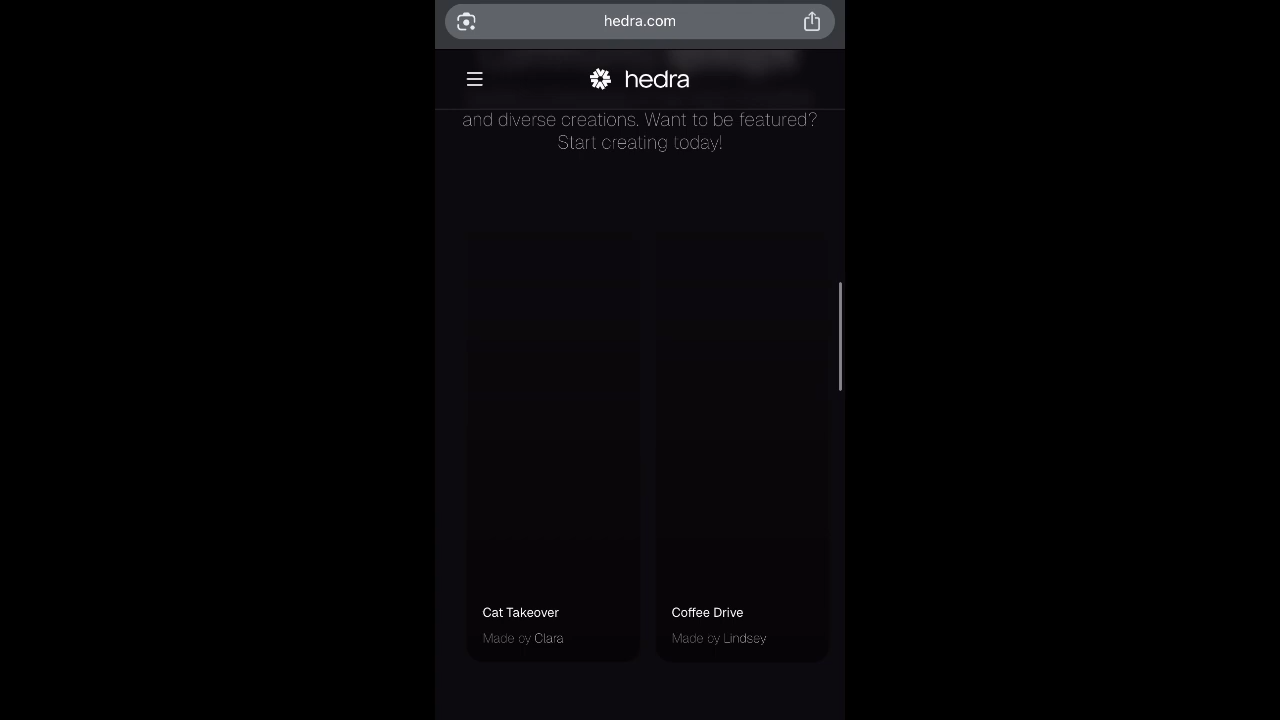 hedra.com
hedra
and diverse creations. Want to be featured?
Start creating today!
Cat Takeover
Coffee Drive
Made by Clara
Made by Lindsey